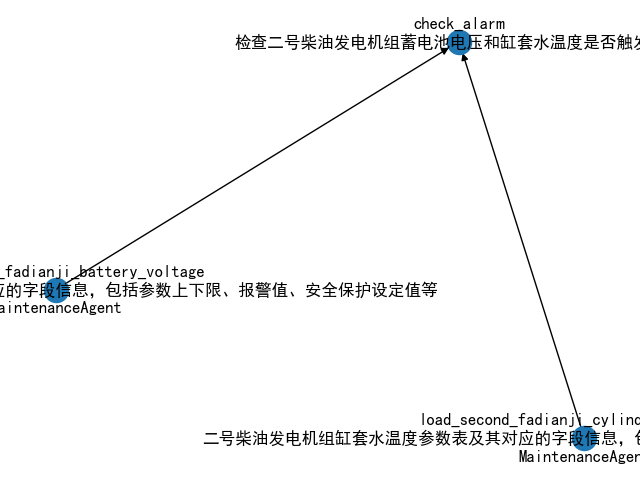 check_alarm
检查二号柴油发电机组蓄电池电压和缸套水温度是否触发
_fadianji_battery_voltage
应的字段信息，包括参数上下限、报警值、安全保护设定值等
aintenanceAgent
load_second_fadianji_cylind
二号柴油发电机组缸套水温度参数表及其对应的字段信息，包
MaintenanceAgen